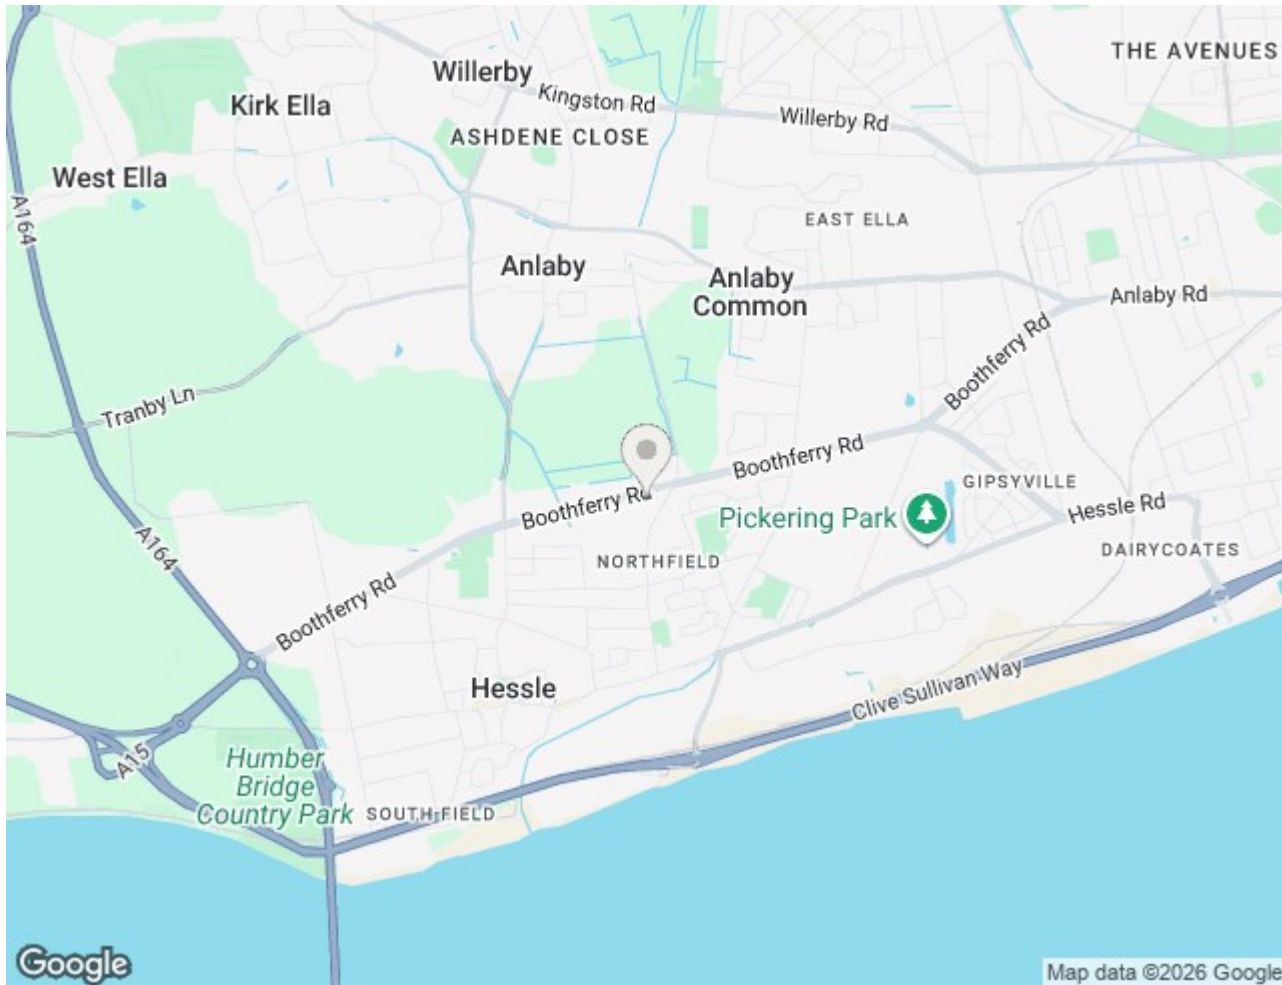 THE AVENUES
Willerby
Kingston Rd
Kirk Ella
Willerby Rd
ASHDENE CLOSE
West Ella
A164
EAST ELLA
Anlaby
Anlaby
Common
Anlaby Rd
Boothferry Rd
Tranby Ln
Boothferry Rd
GIPSYVILLE
Boothferry Rd
Pickering Park
Hessle Rd
A164
NORTHFIELD
DAIRYCOATES
Boothferry Rd
Hessle
Clive Sullivan Way
A15
Humber
Bridge
Country Park
SOUTH FIELD
Google
Map data ©2026 Google